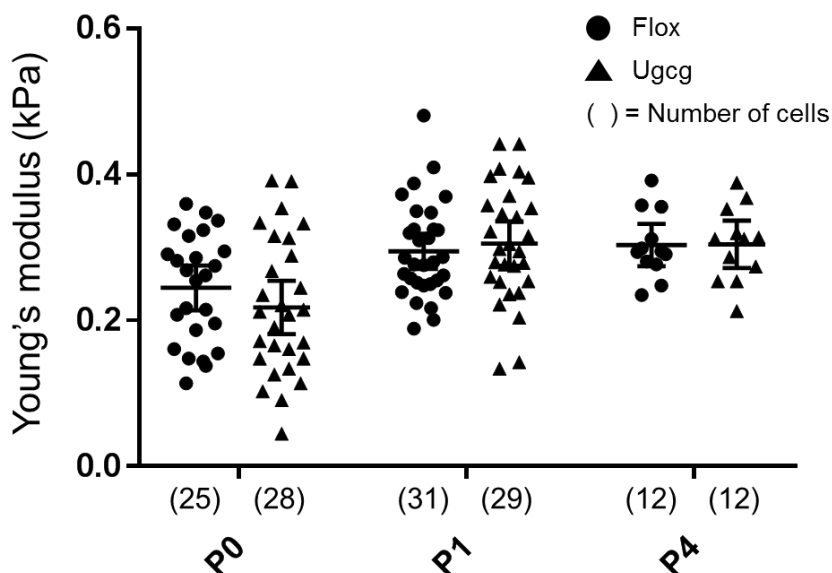 Young's modulus (kPa)
0.6
0.4
0.2
0.0
Flox
Ugcg
( ) = Number of cells
(25) (28) (31) (29) (12) (12)
P0 P1 P4